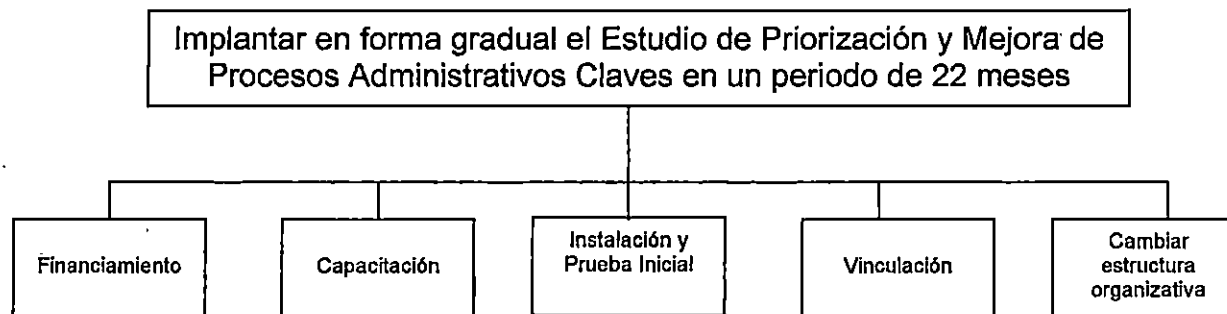 Implantar en forma gradual el Estudio de Priorización y Mejora de
Procesos Administrativos Claves en un periodo de 22 meses
Financiamiento
Capacitación
Instalación y
Prueba Inicial
Vinculación
Cambiar
estructura
organizativa